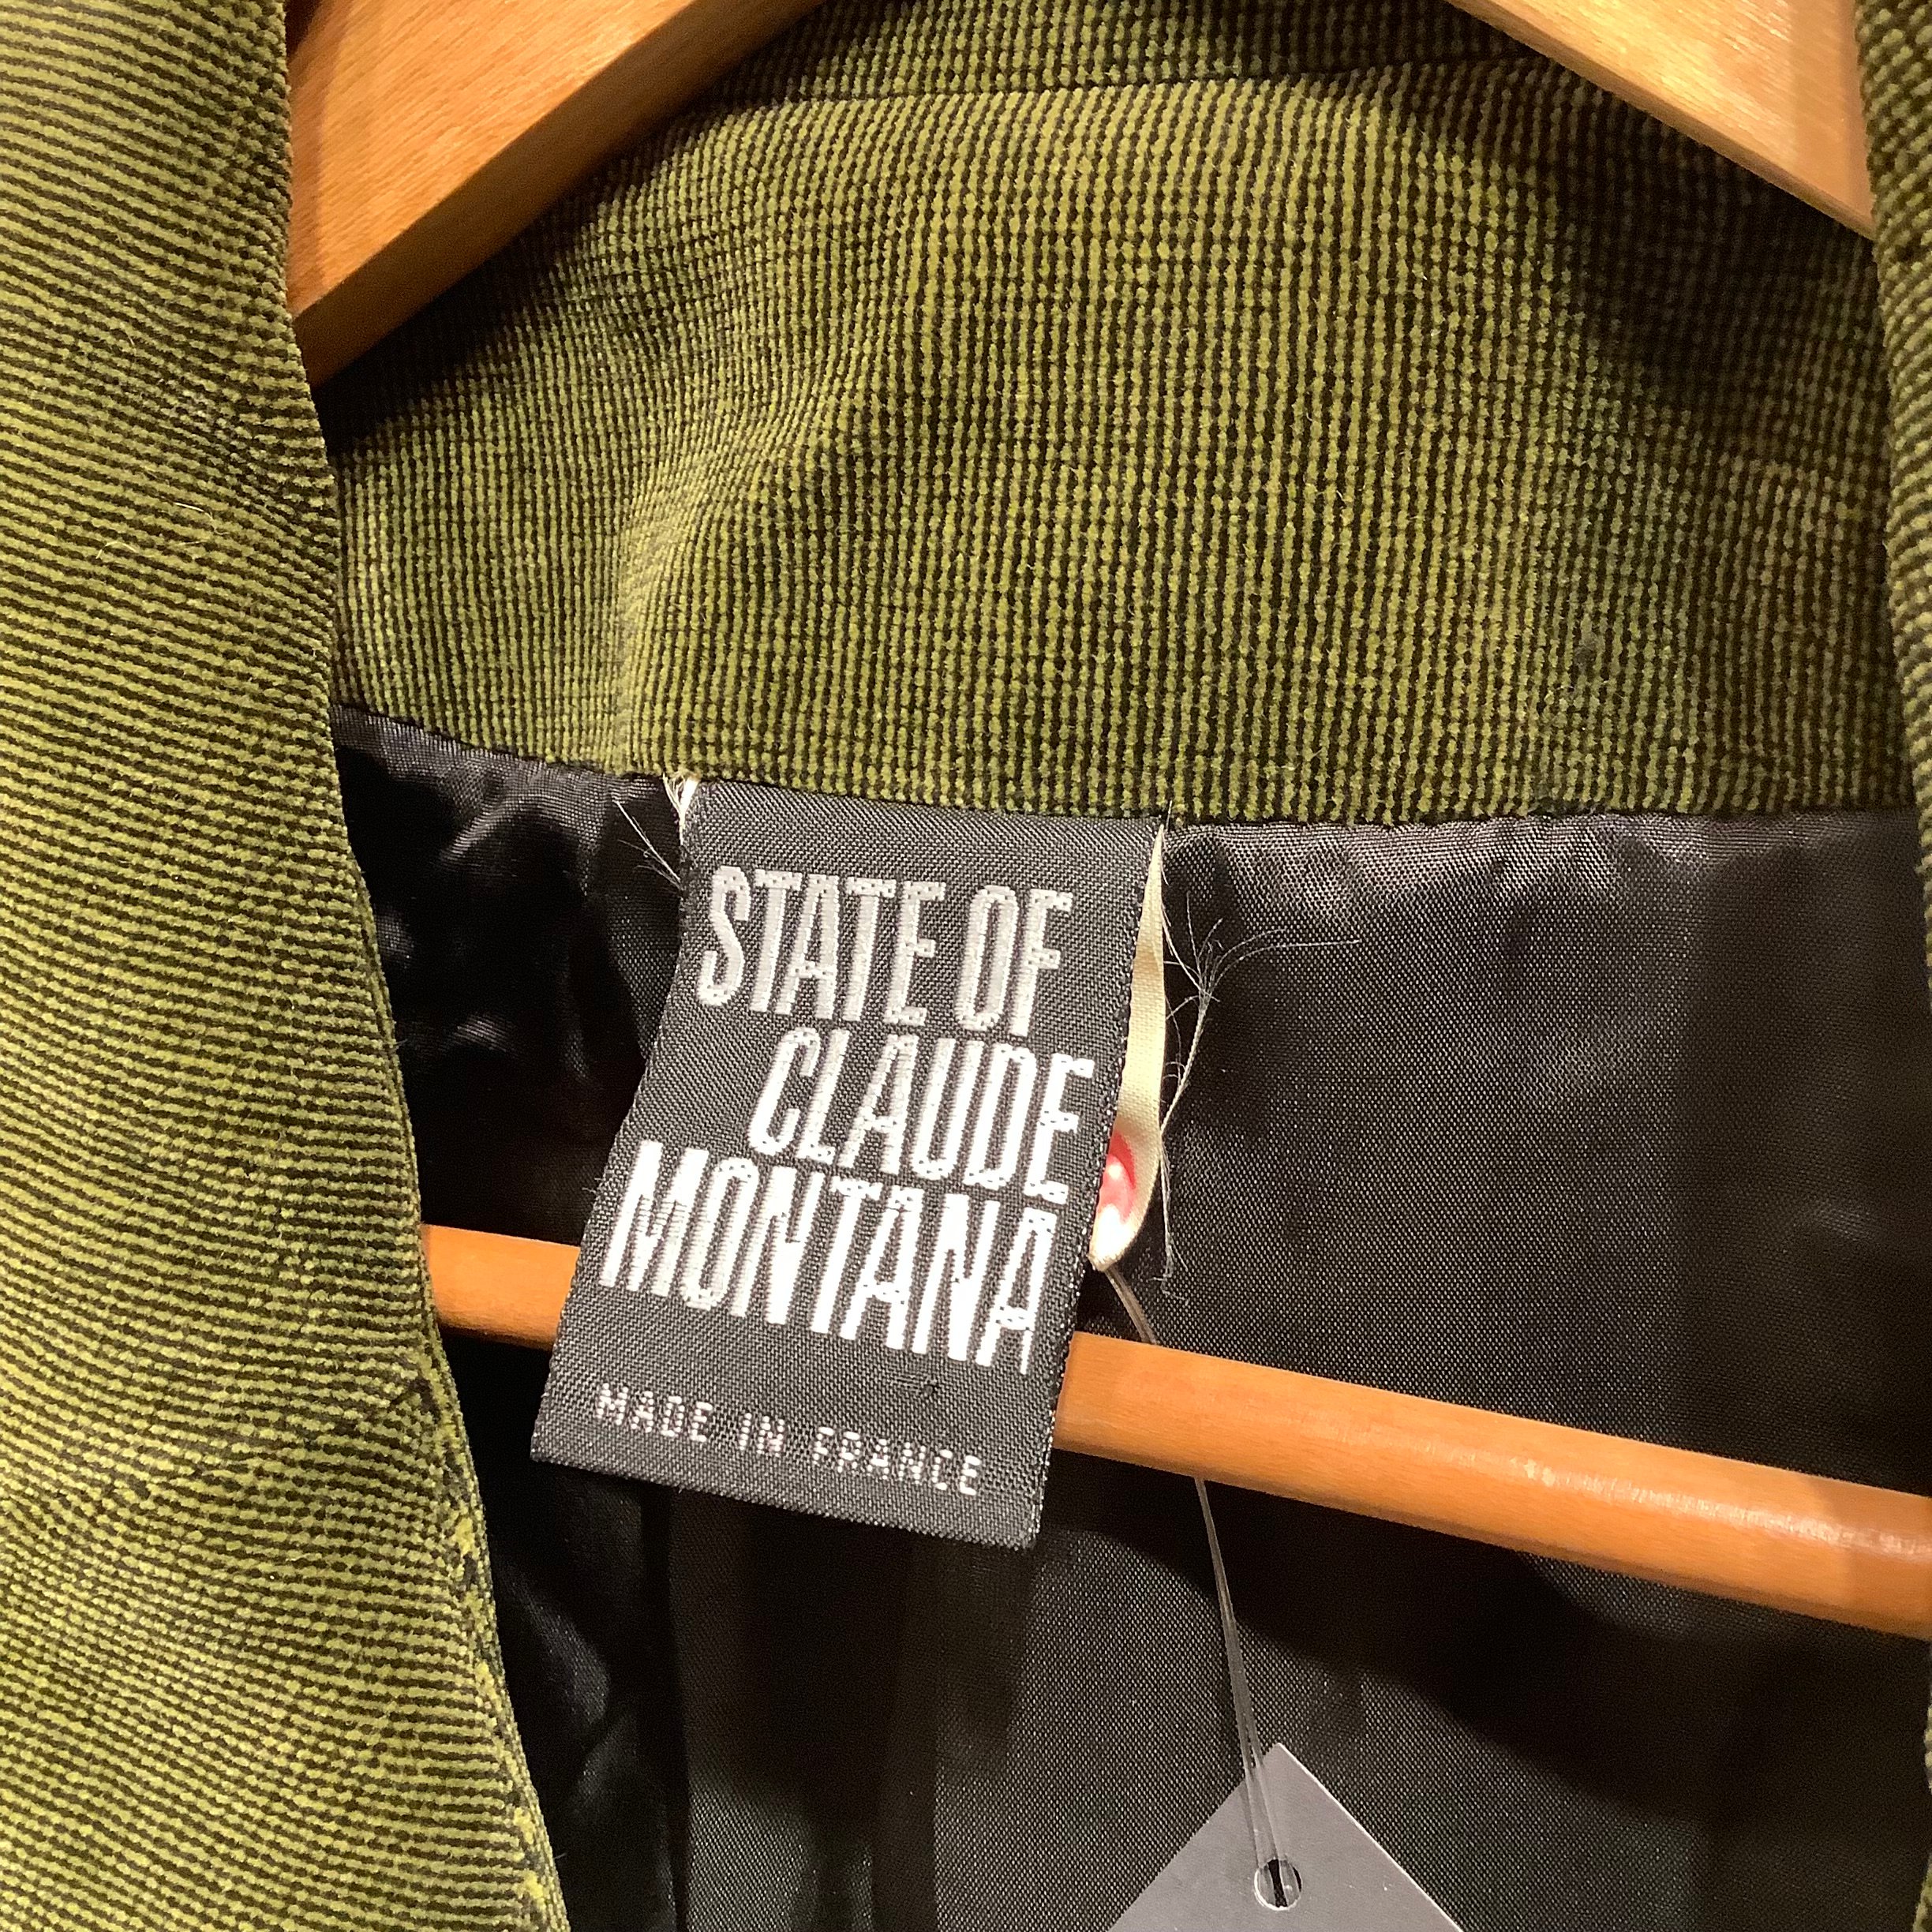 STATE OF
CLAUDE
MONTANA
MADE IN FRANCE